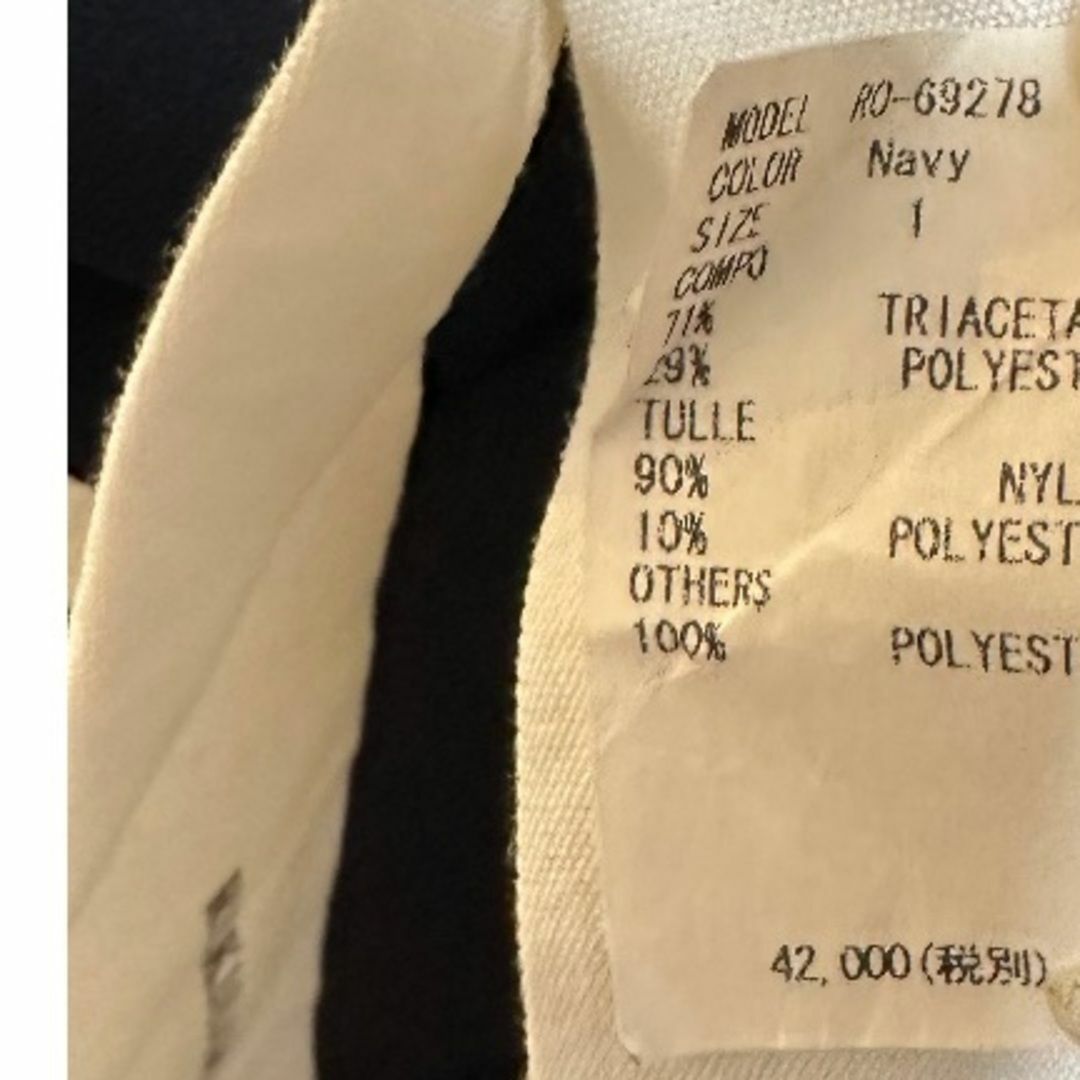 MODEL RO-69278
COLOR Navy
SIZE 1
COMPO
71% TRIACETA
29% POLYEST
TULLE
90% NYL
10% POLYEST
OTHERS
100% POLYEST
42,000(税別)